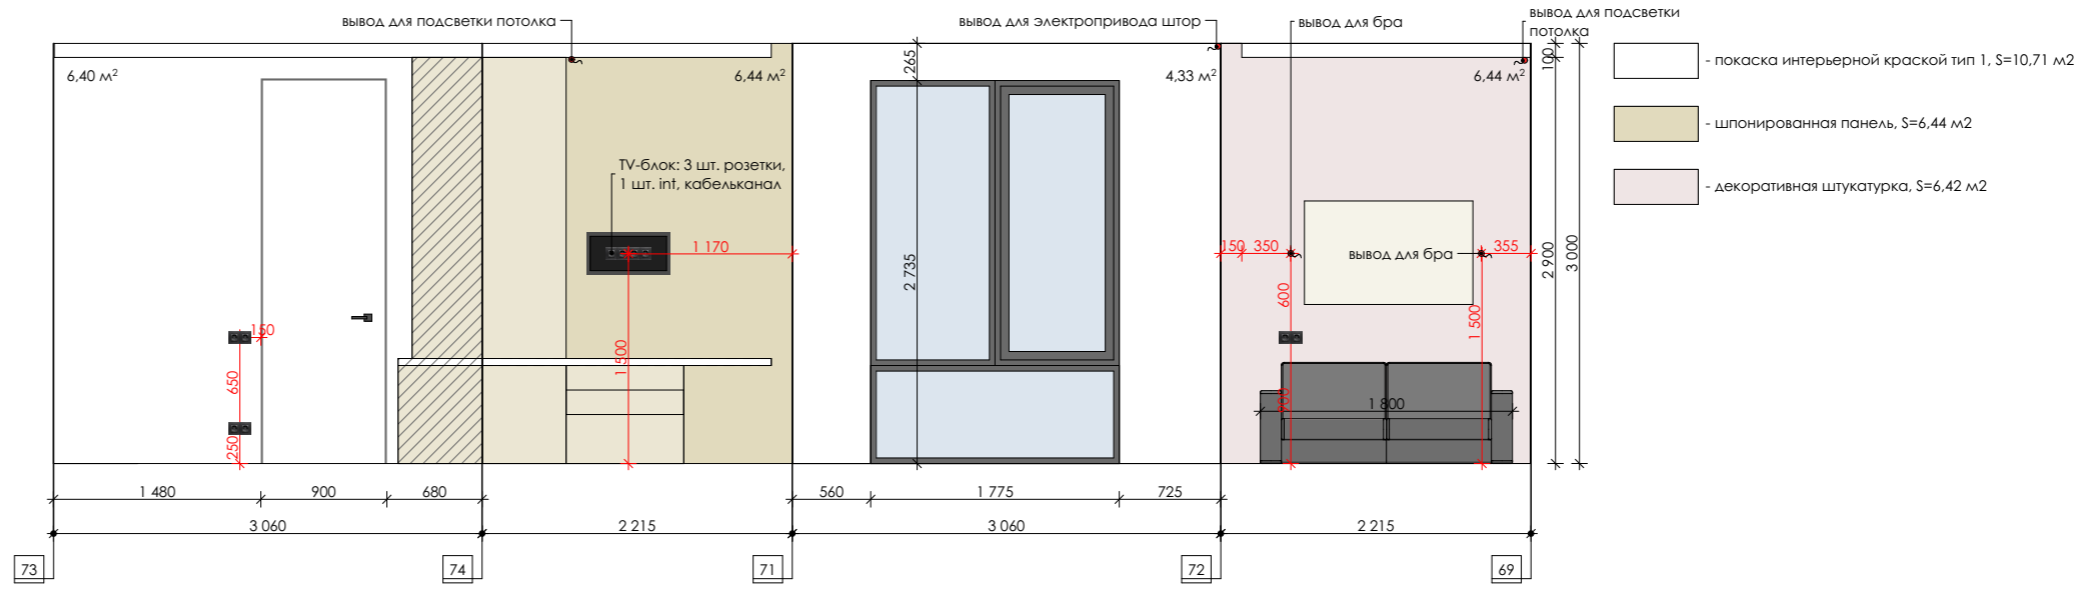 вывод для подсветки потолка
вывод для электропривода штор
вывод для бра
вывод для подсветки
потолка
6,40 м²
6,44 м²
4,33 м²
6,44 м²
265
100
- покаска интерьерной краской тип 1, S=10,71 м2
- шпонированная панель, S=6,44 м2
- декоративная штукатурка, S=6,42 м2
TV-блок: 3 шт. розетки,
1 шт. int, кабельканал
1 170
2 735
150
350
вывод для бра
355
2 900
3 000
600
1 500
150
650
250
1 500
900
1 800
1 480
900
680
560
1 775
725
3 060
2 215
3 060
2 215
73
74
71
72
69